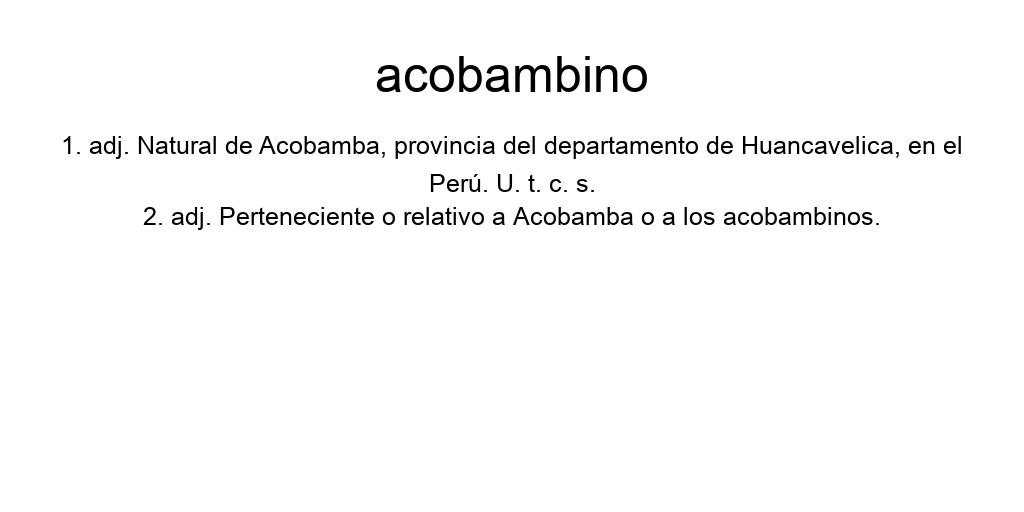 acobambino
1. adj. Natural de Acobamba, provincia del departamento de Huancavelica, en el
Perú. U. t. c. s.
2. adj. Perteneciente o relativo a Acobamba o a los acobambinos.